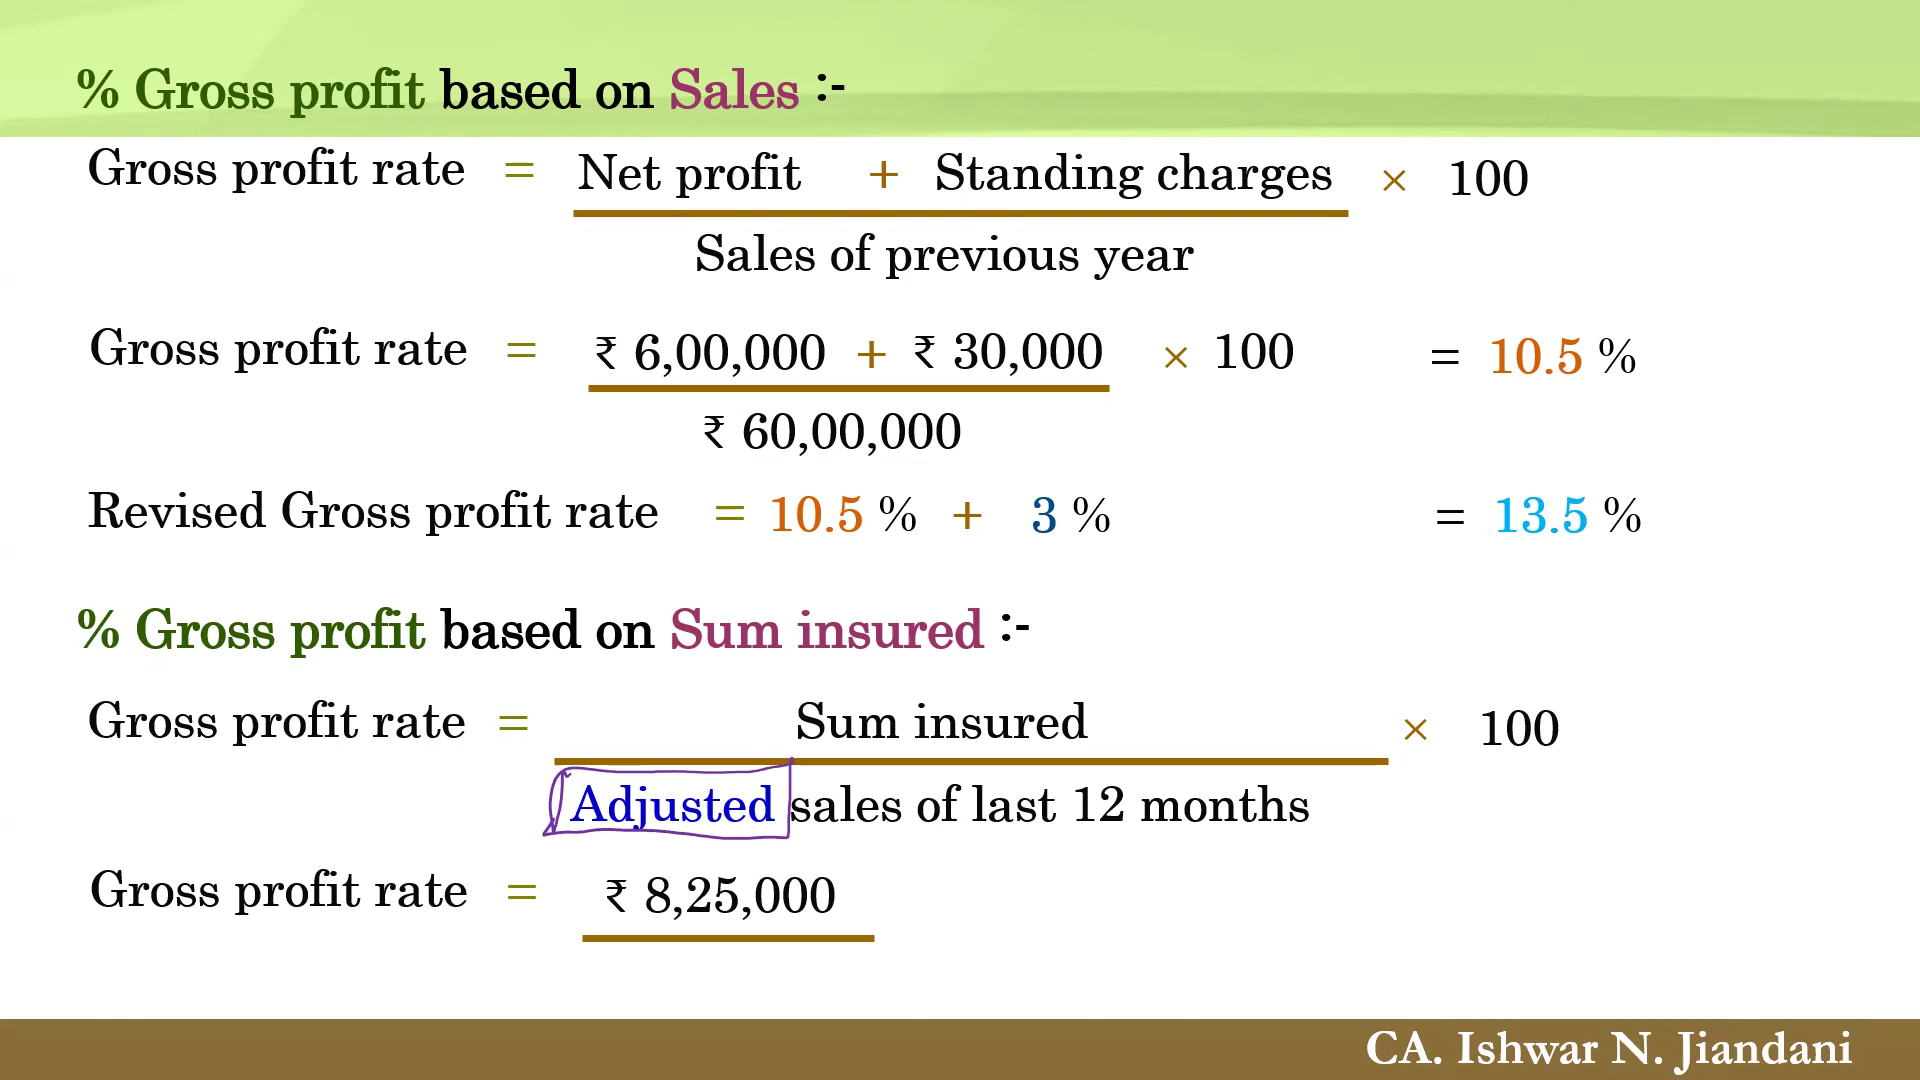 % Gross profit based on Sales :-
Gross profit rate = Net profit + Standing charges × 100
Sales of previous year
Gross profit rate = ₹ 6,00,000 + ₹ 30,000 × 100 = 10.5 %
₹ 60,00,000
Revised Gross profit rate = 10.5 % + 3 % = 13.5 %
% Gross profit based on Sum insured :-
Gross profit rate = Sum insured × 100
Adjusted sales of last 12 months
Gross profit rate = ₹ 8,25,000
CA. Ishwar N. Jiandani